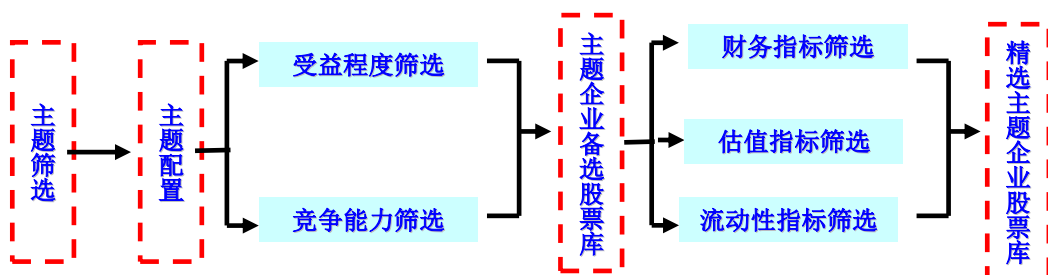 主题筛选
主题配置
受益程度筛选
竞争能力筛选
主题企业备选股票库
财务指标筛选
估值指标筛选
流动性指标筛选
精选主题企业股票库